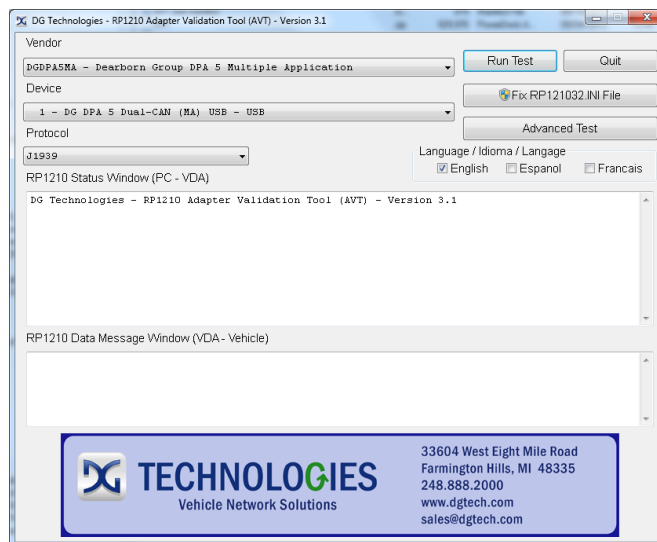 DG Technologies - RP1210 Adapter Validation Tool (AVT) - Version 3.1
Vendor
DGDPA5MA - Dearborn Group DPA 5 Multiple Application
Run Test
Quit
Device
Fix RP121032.INI File
1 - DG DPA 5 Dual-CAN (MA) USB - USB
Advanced Test
Protocol
J1939
Language / Idioma / Langage
English
Espanol
Francais
RP1210 Status Window (PC - VDA)
DG Technologies - RP1210 Adapter Validation Tool (AVT) - Version 3.1
RP1210 Data Message Window (VDA - Vehicle)
DG TECHNOLOGIES
Vehicle Network Solutions
33604 West Eight Mile Road
Farmington Hills, MI 48335
248.888.2000
www.dgtech.com
sales@dgtech.com